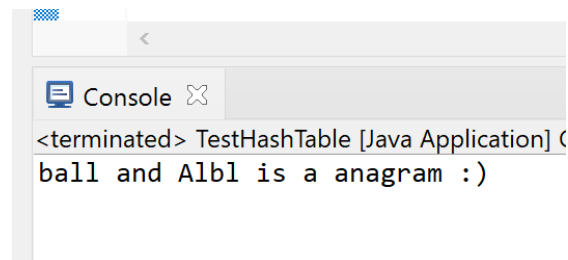 Console
<terminated> TestHashTable [Java Application]
ball and Albl is a anagram :)